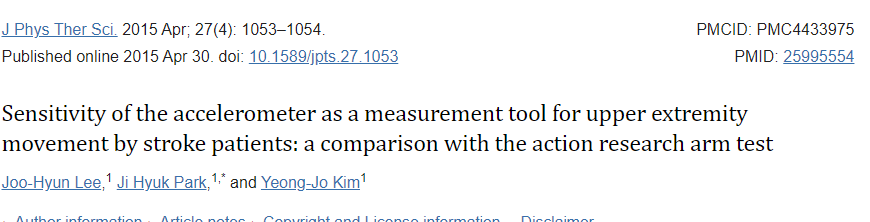 J Phys Ther Sci. 2015 Apr; 27(4): 1053–1054. PMCID: PMC4433975
Published online 2015 Apr 30. doi: 10.1589/jpts.27.1053 PMID: 25995554
Sensitivity of the accelerometer as a measurement tool for upper extremity
movement by stroke patients: a comparison with the action research arm test
Joo-Hyun Lee,1 Ji Hyuk Park,1,* and Yeong-Jo Kim1
Author information Article notes Copyright and License information Disclaimer